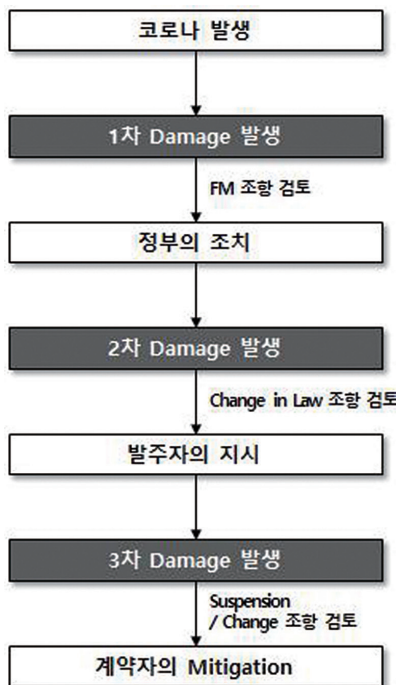 코로나 발생
1차 Damage 발생
FM 조항 검토
정부의 조치
2차 Damage 발생
Change in Law 조항 검토
발주자의 지시
3차 Damage 발생
Suspension
/ Change 조항 검토
계약자의 Mitigation